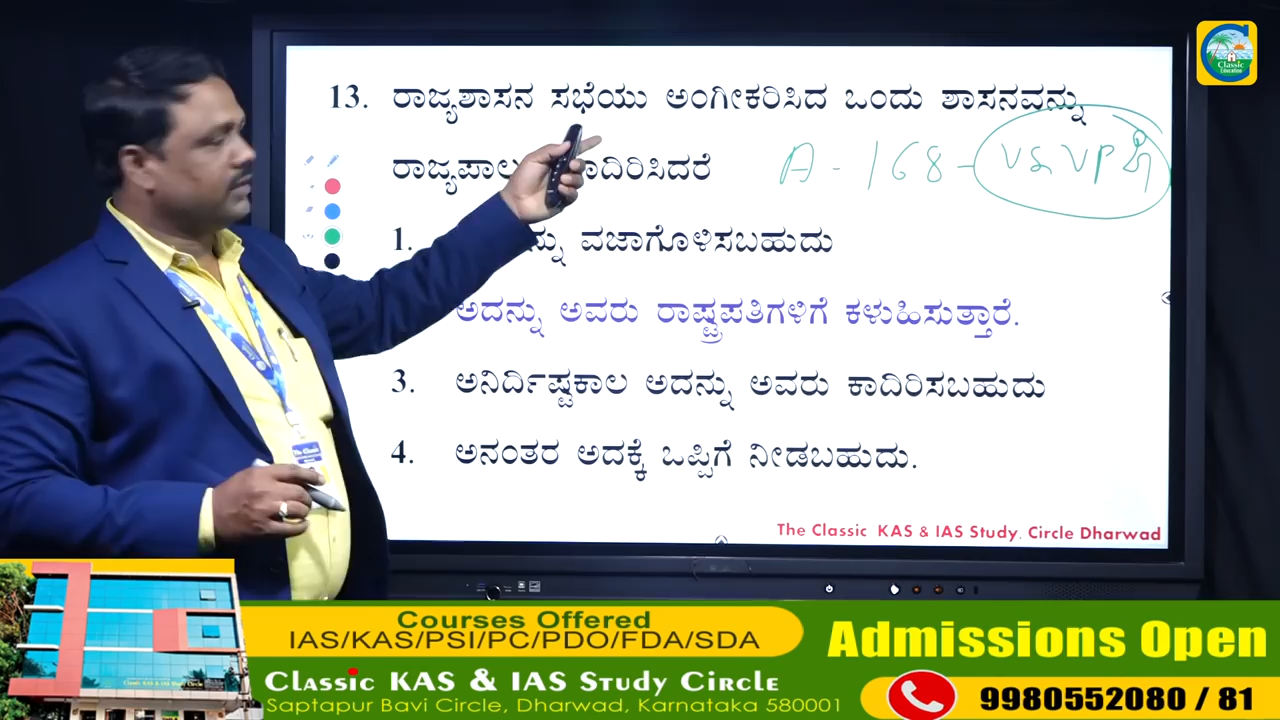 13. ರಾಜ್ಯಶಾಸನ ಸಭೆಯು ಅಂಗೀಕರಿಸಿದ ಒಂದು ಶಾಸನವನ್ನು
ರಾಜ್ಯಪಾಲ ಕಾದಿರಿಸಿದರೆ
A - 168 -
1. ವಜಾಗೊಳಿಸಬಹುದು
ಅದನ್ನು ಅವರು ರಾಷ್ಟ್ರಪತಿಗಳಿಗೆ ಕಳುಹಿಸುತ್ತಾರೆ.
3. ಅನಿರ್ದಿಷ್ಟಕಾಲ ಅದನ್ನು ಅವರು ಕಾದಿರಿಸಬಹುದು
4. ಅನಂತರ ಅದಕ್ಕೆ ಒಪ್ಪಿಗೆ ನೀಡಬಹುದು.
The Classic KAS & IAS Study, Circle Dharwad
Classic
Education
Courses Offered
IAS/KAS/PSI/PC/PDO/FDA/SDA
Classic KAS & IAS Study Circle
Saptapur Bavi Circle, Dharwad, Karnataka 580001
Admissions Open
9980552080 / 81